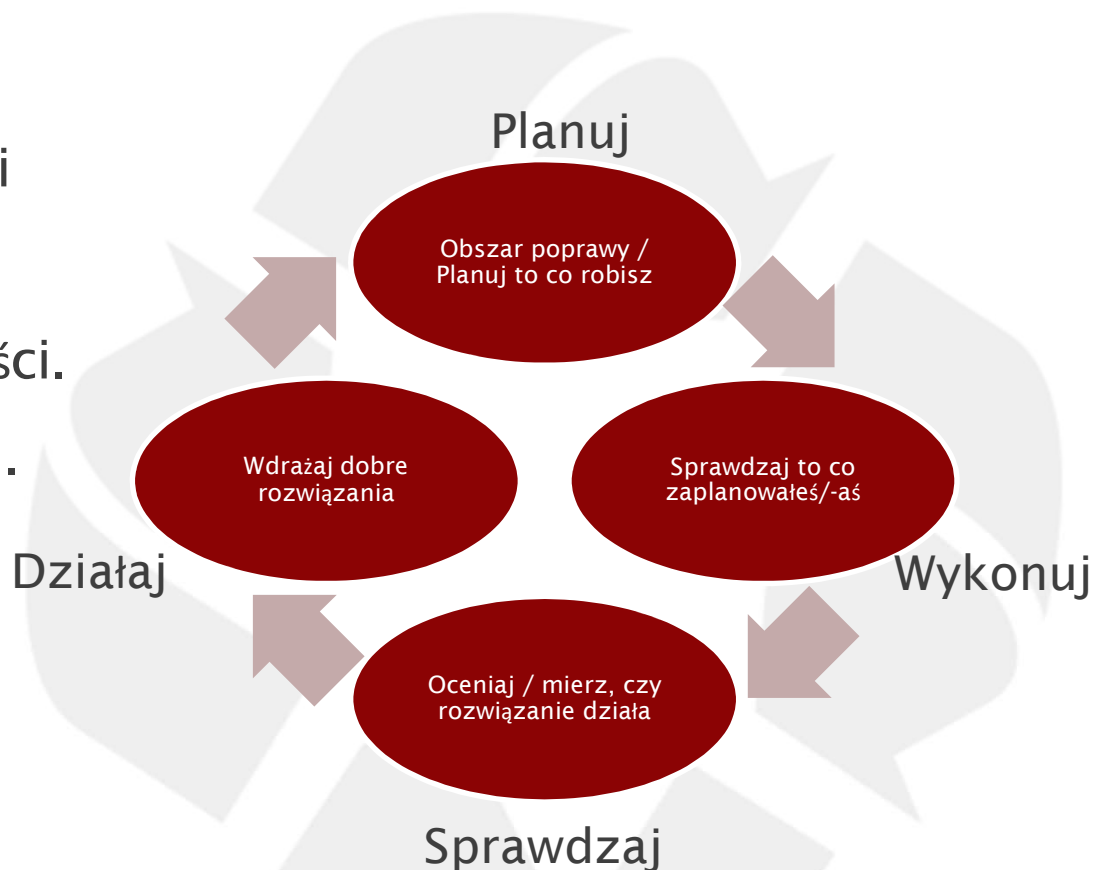 Planuj
i
Obszar poprawy /
Planuj to co robisz
ści.
.
Wdrażaj dobre
rozwiązania
Sprawdzaj to co
zaplanowałeś/-aś
Działaj
Wykonuj
Oceniaj / mierz, czy
rozwiązanie działa
Sprawdzaj